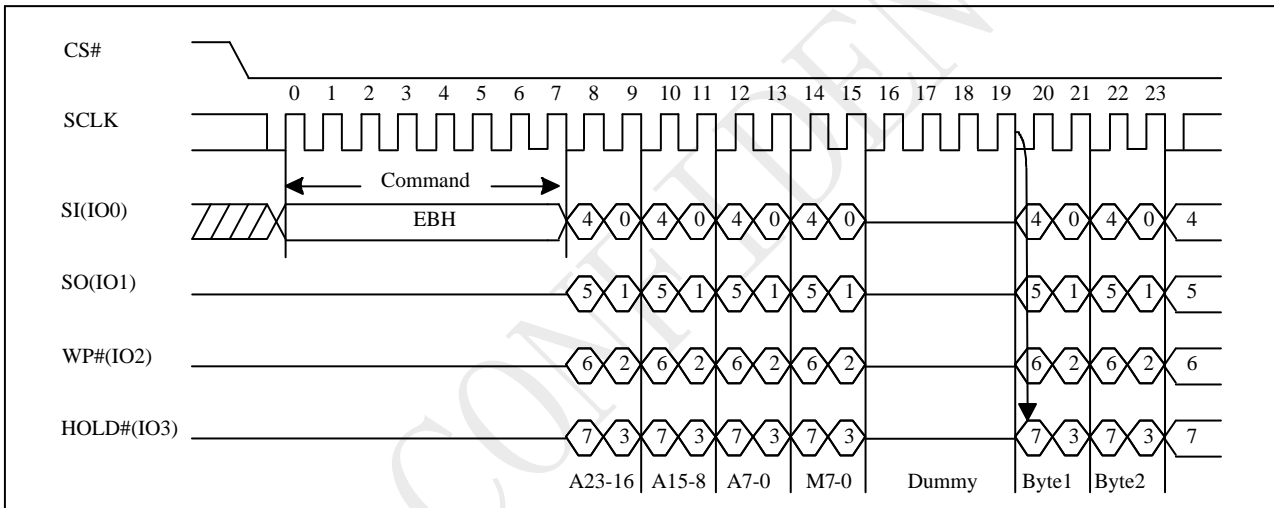 CS#
0 1 2 3 4 5 6 7 8 9 10 11 12 13 14 15 16 17 18 19 20 21 22 23
SCLK
Command
SI(IO0) EBH 4 0 4 0 4 0 4 0 4 0 4 0 4
SO(IO1) 5 1 5 1 5 1 5 1 5 1 5 1 5
WP#(IO2) 6 2 6 2 6 2 6 2 6 2 6 2 6
HOLD#(IO3) 7 3 7 3 7 3 7 3 7 3 7 3 7
A23-16 A15-8 A7-0 M7-0 Dummy Byte1 Byte2
CONFIDEN